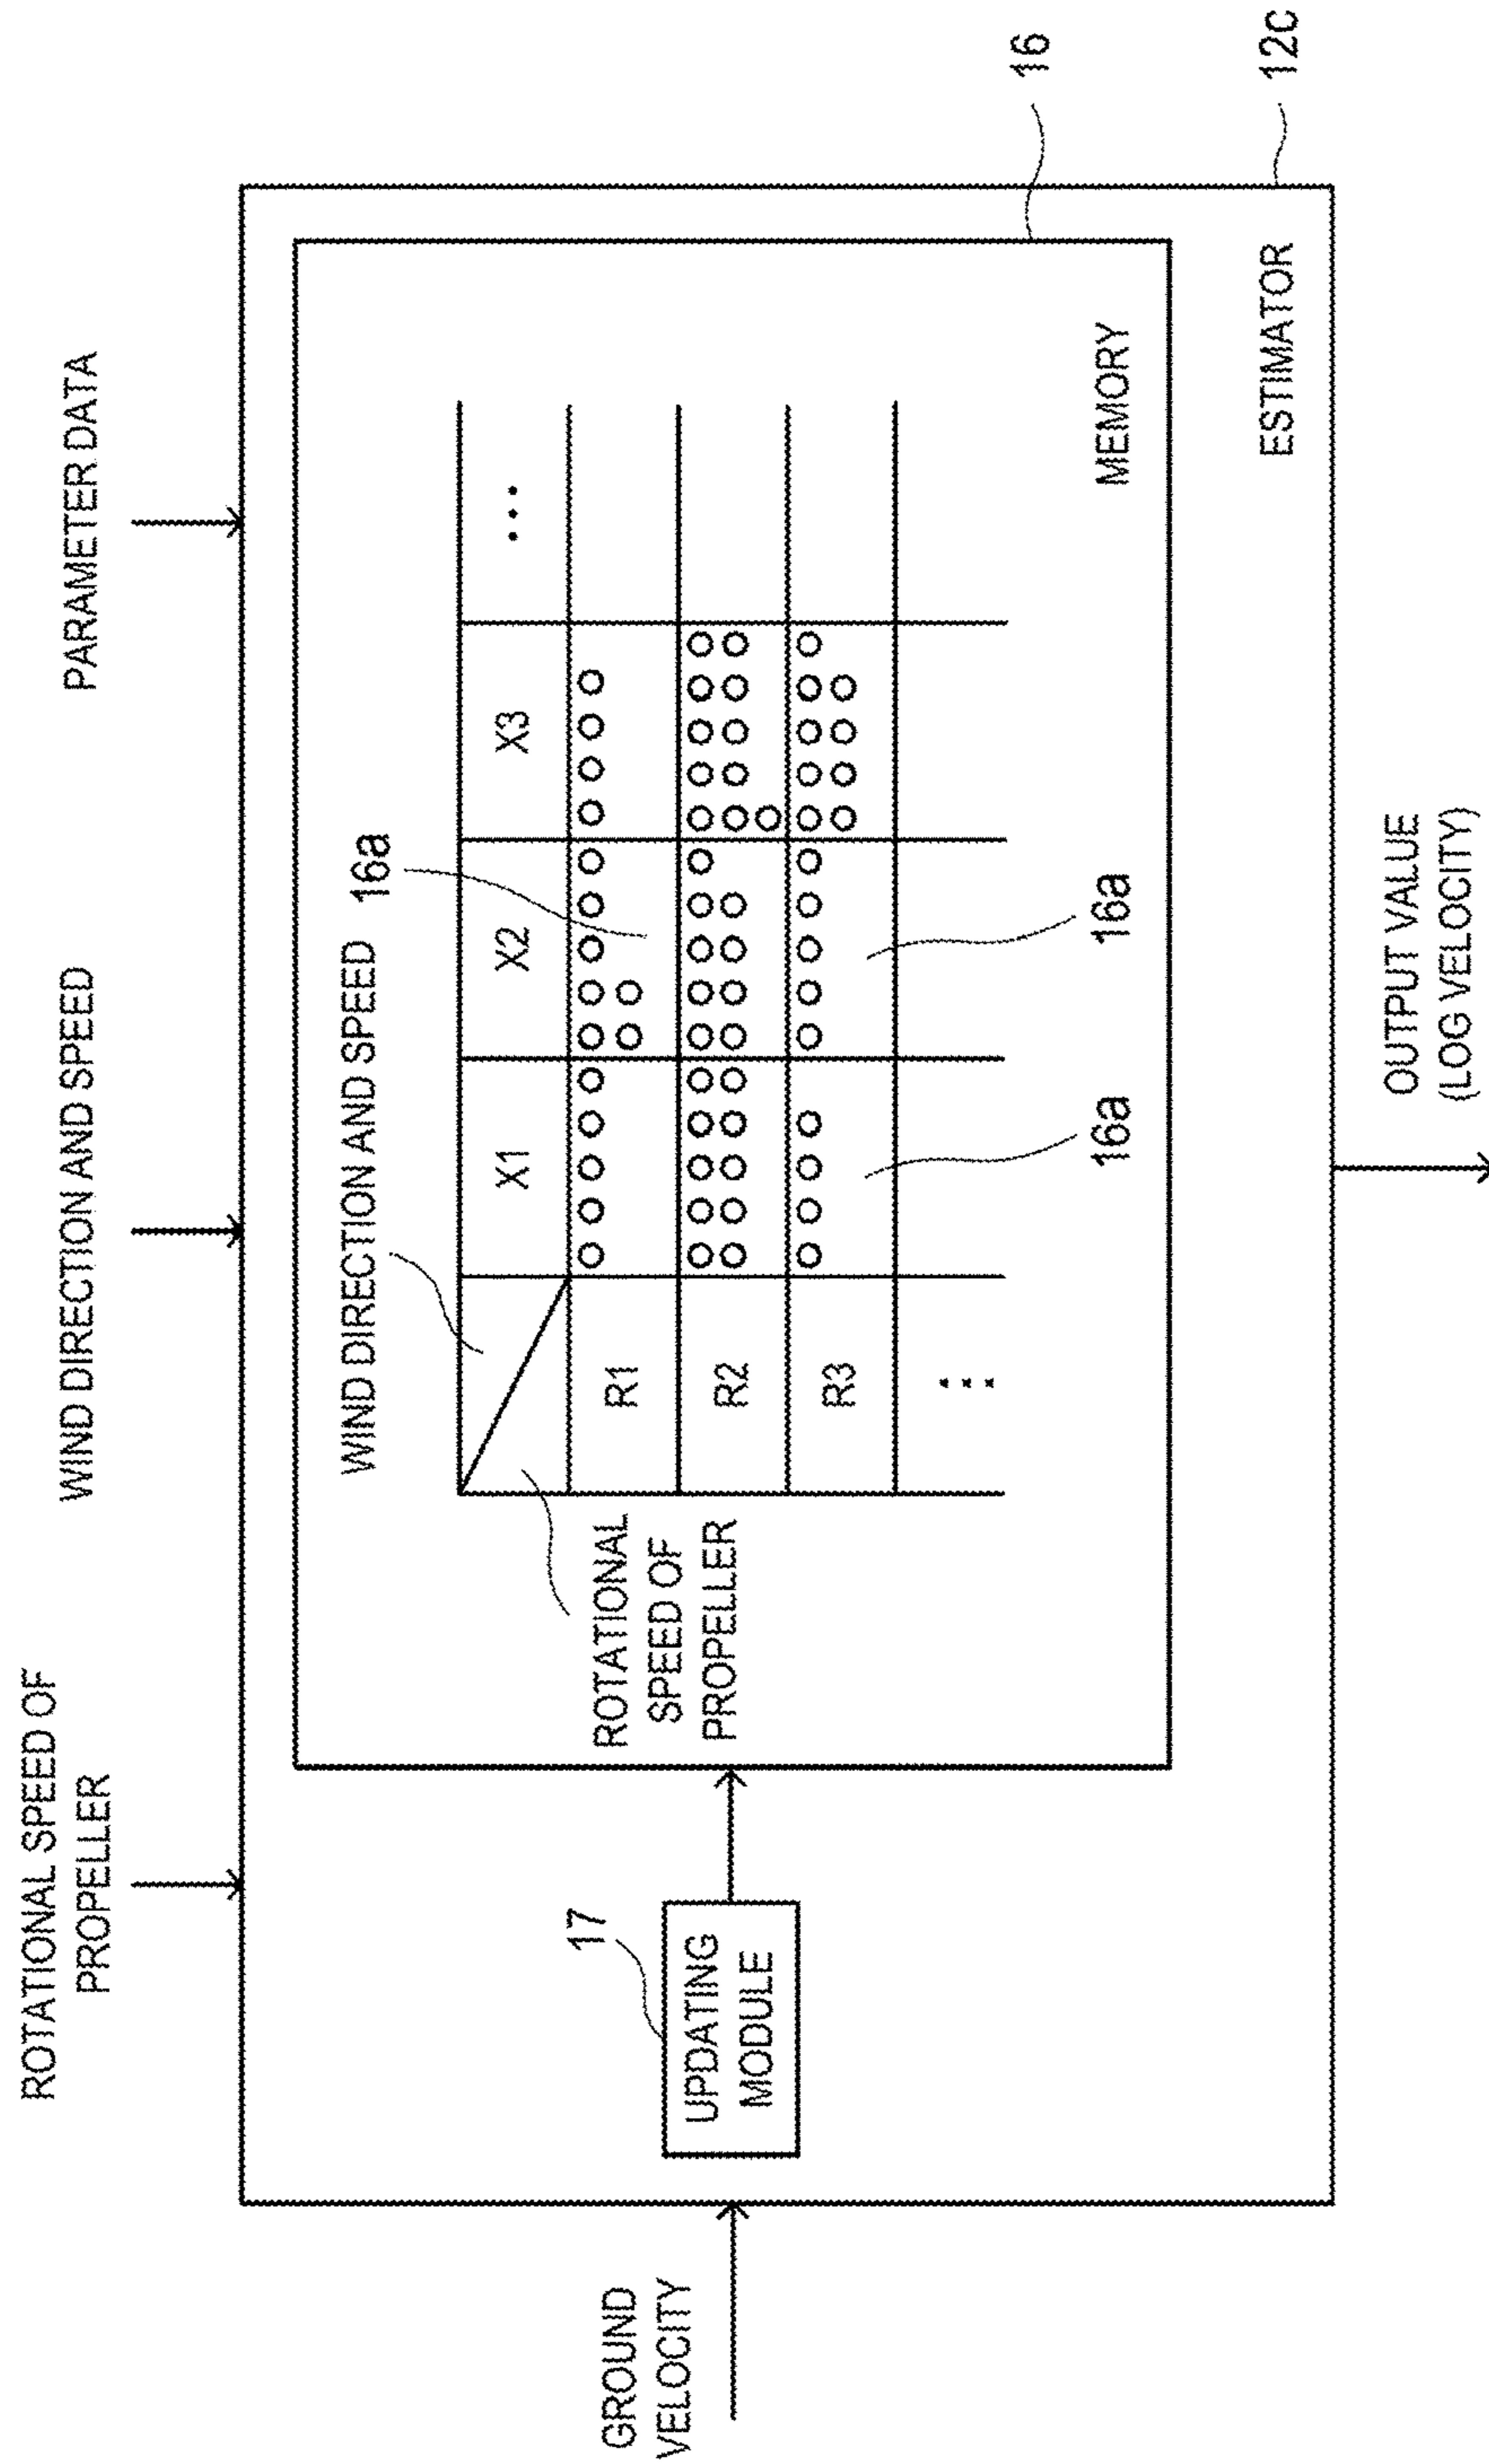 ROTATIONAL SPEED OF
PROPELLER
WIND DIRECTION AND SPEED
PARAMETER DATA
GROUND
VELOCITY
17
UPDATING
MODULE
WIND DIRECTION AND SPEED
16a
ROTATIONAL
SPEED OF
PROPELLER
X1
X2
X3
...
R1
R2
R3
...
16a
16a
MEMORY
16
ESTIMATOR
12c
OUTPUT VALUE
(LOG VELOCITY)